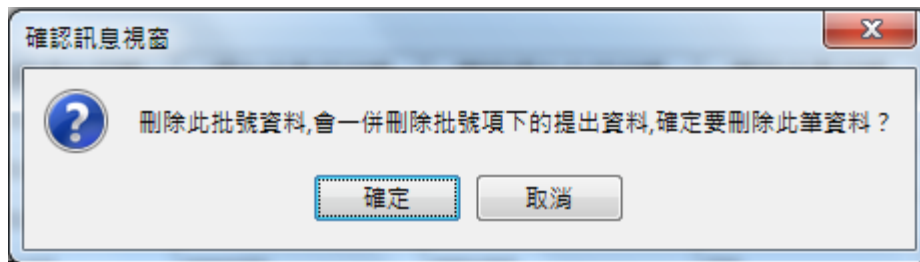 確認訊息視窗
刪除此批號資料,會一併刪除批號項下的提出資料,確定要刪除此筆資料？
確定
取消